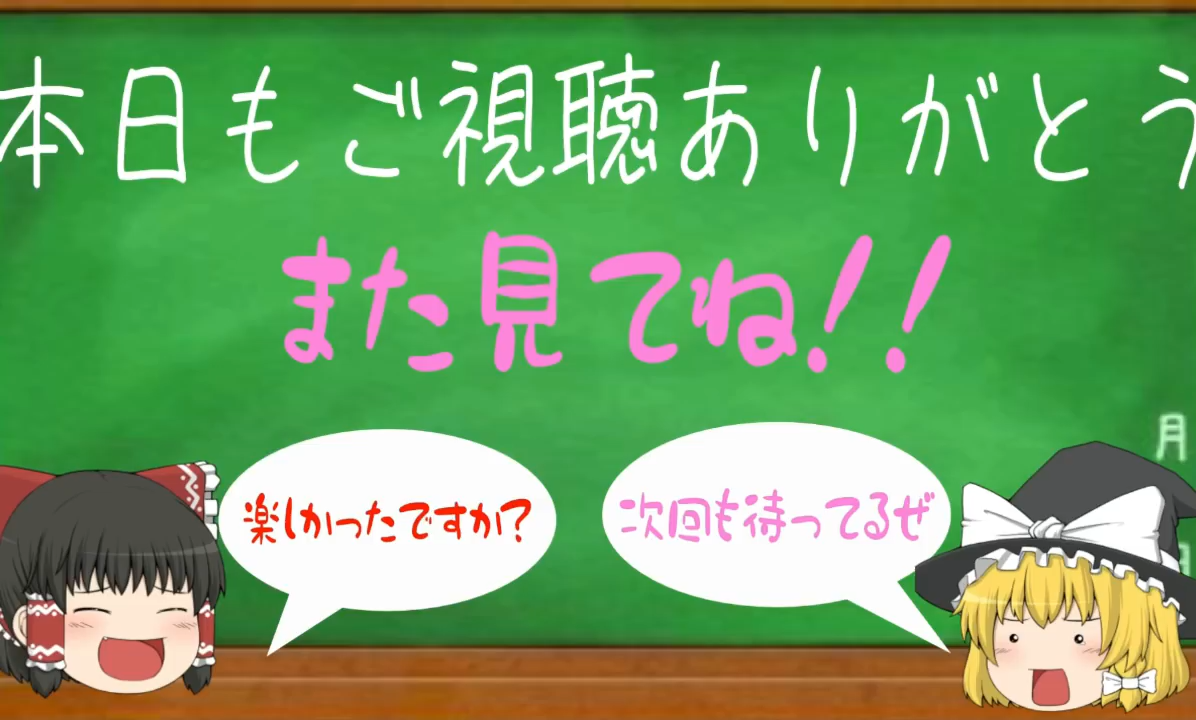 本日もご視聴ありがとう
また見てね!!
楽しかったですか?
次回も待ってるぜ
月